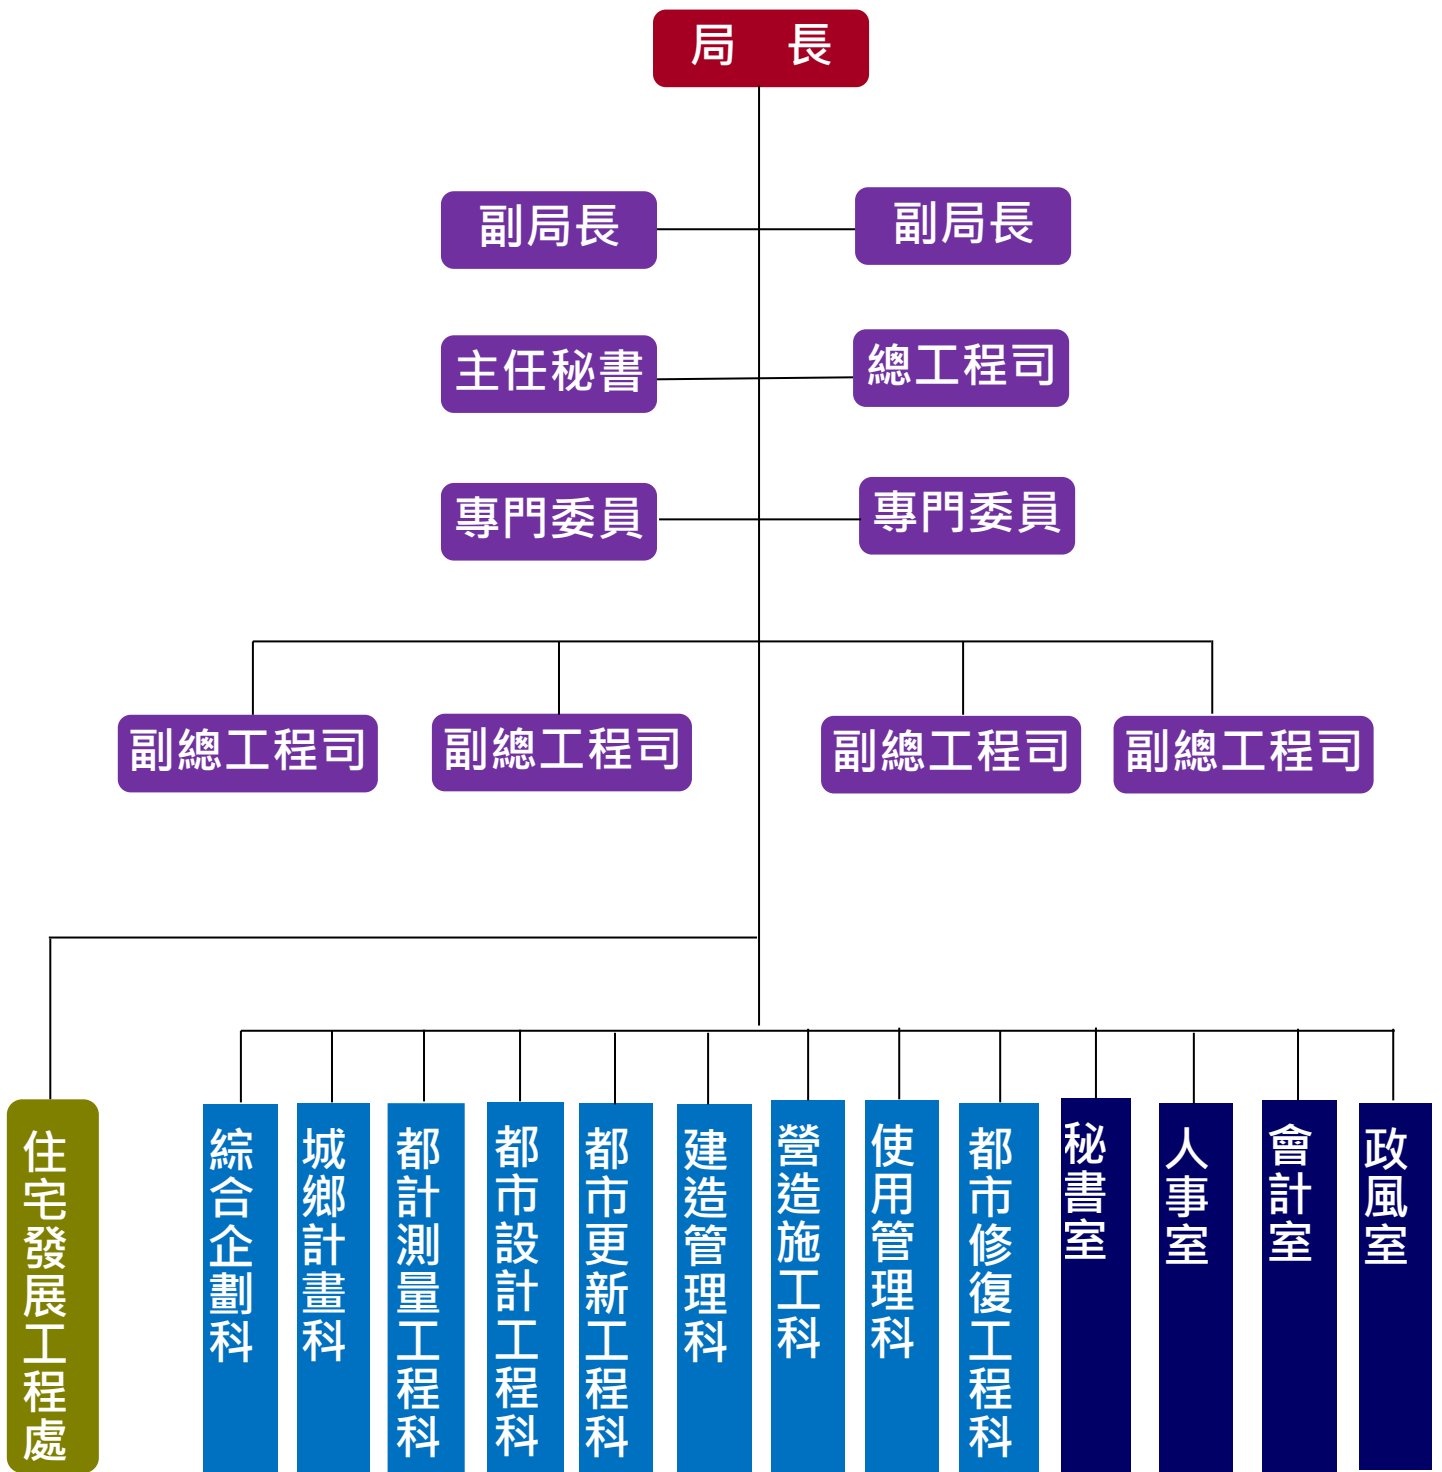 局 長
副局長
副局長
主任秘書
總工程司
專門委員
專門委員
副總工程司
副總工程司
副總工程司
副總工程司
住宅發展工程處
綜合企劃科
城鄉計畫科
都計測量工程科
都市設計工程科
都市更新工程科
建造管理科
營造施工科
使用管理科
都市修復工程科
秘書室
人事室
會計室
政風室